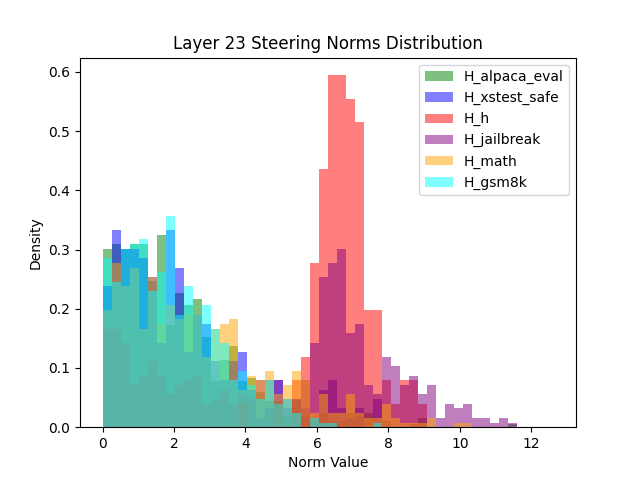 Layer 23 Steering Norms Distribution
H_alpaca_eval
H_xstest_safe
H_h
H_jailbreak
H_math
H_gsm8k
Density
0.6
0.5
0.4
0.3
0.2
0.1
0.0
0 2 4 6 8 10 12
Norm Value